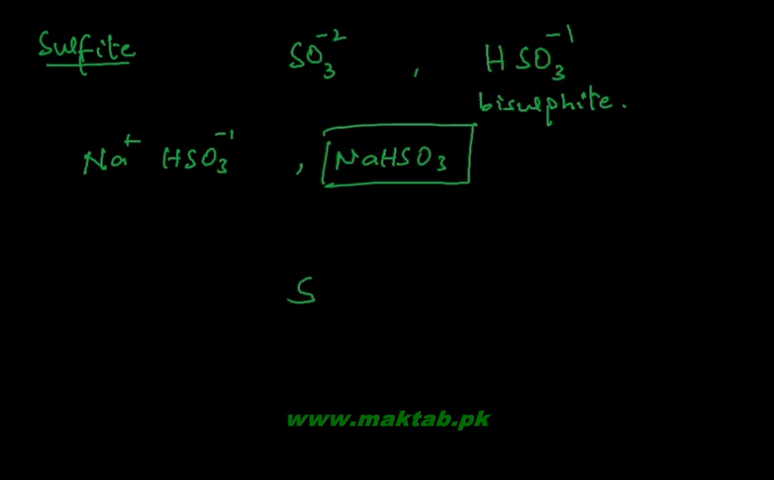 Sulfite SO₃⁻² , HSO₃⁻¹
bisulphite.
Na⁺ HSO₃⁻¹ , NaHSO₃
S
www.maktab.pk